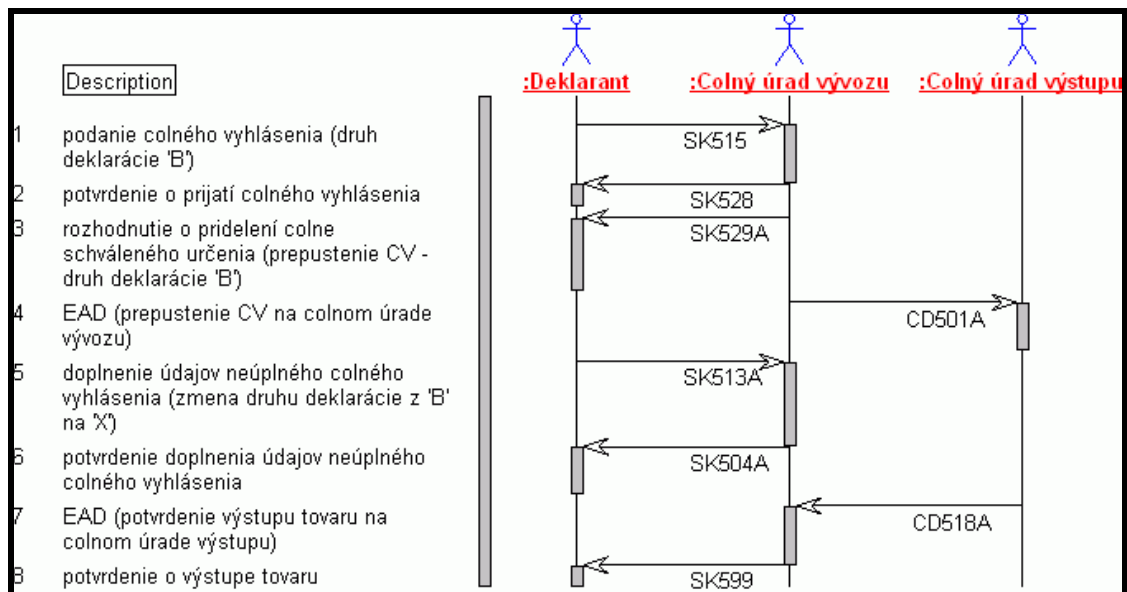 Description
:Deklarant
:Colný úrad vývozu
:Colný úrad výstupu
1 podanie colného vyhlásenia (druh
deklarácie 'B')
SK515
2 potvrdenie o prijatí colného vyhlásenia
SK528
3 rozhodnutie o pridelení colne
schváleného určenia (prepustenie CV -
druh deklarácie 'B')
SK529A
4 EAD (prepustenie CV na colnom úrade
vývozu)
CD501A
5 doplnenie údajov neúplného colného
vyhlásenia (zmena druhu deklarácie z 'B'
na 'X')
SK513A
6 potvrdenie doplnenia údajov neúplného
colného vyhlásenia
SK504A
7 EAD (potvrdenie výstupu tovaru na
colnom úrade výstupu)
CD518A
8 potvrdenie o výstupe tovaru
SK599